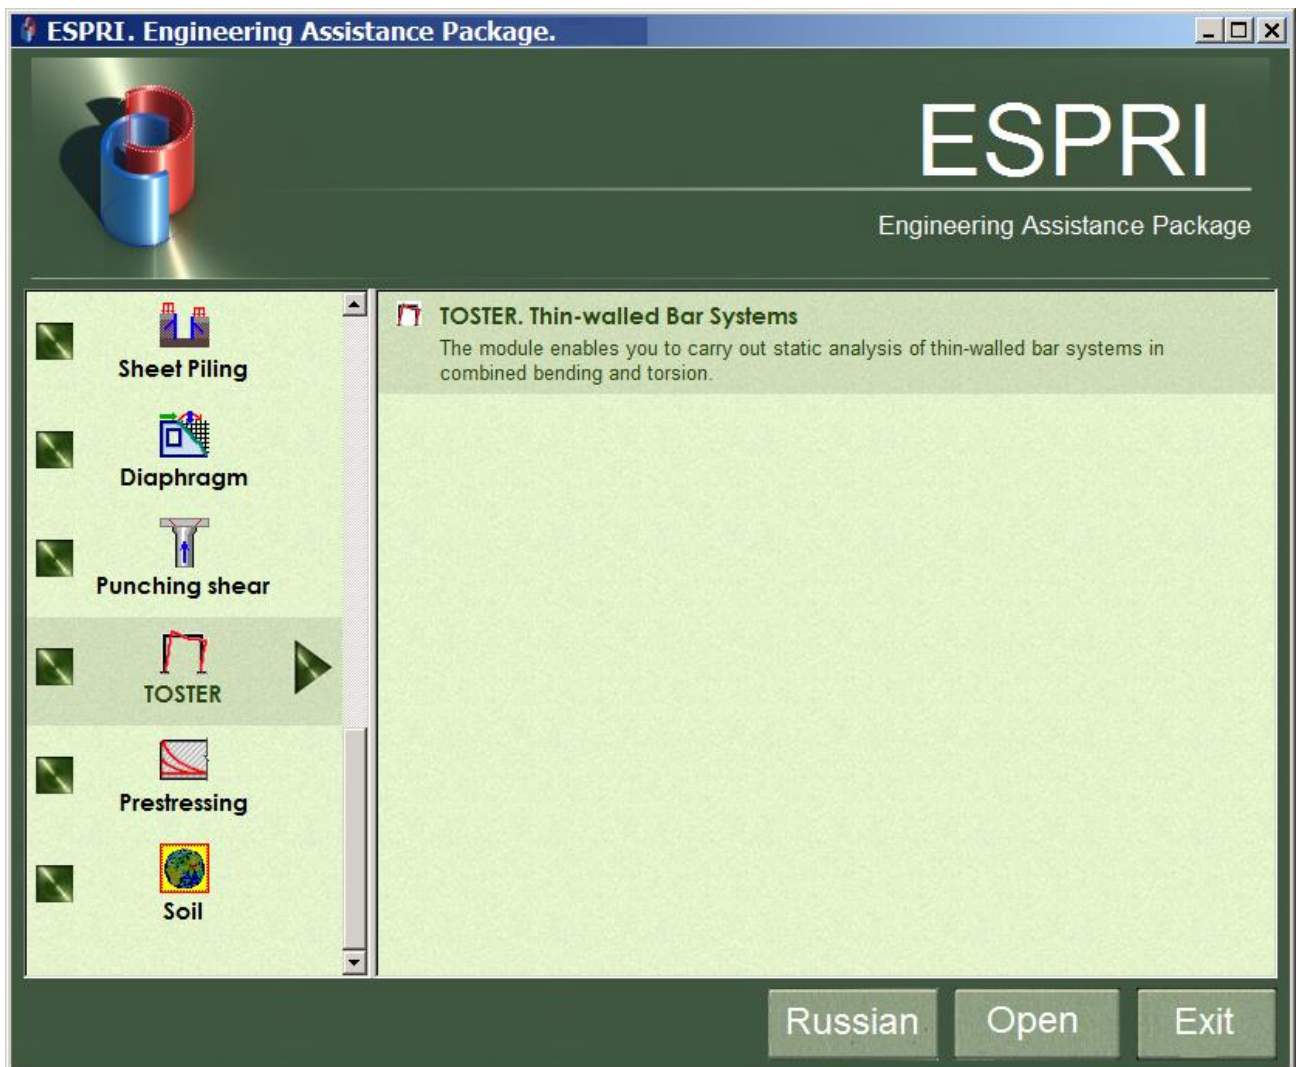 ESPRI. Engineering Assistance Package.
ESPRI
Engineering Assistance Package
Sheet Piling
Diaphragm
Punching shear
TOSTER
Prestressing
Soil
TOSTER. Thin-walled Bar Systems
The module enables you to carry out static analysis of thin-walled bar systems in
combined bending and torsion.
Russian
Open
Exit